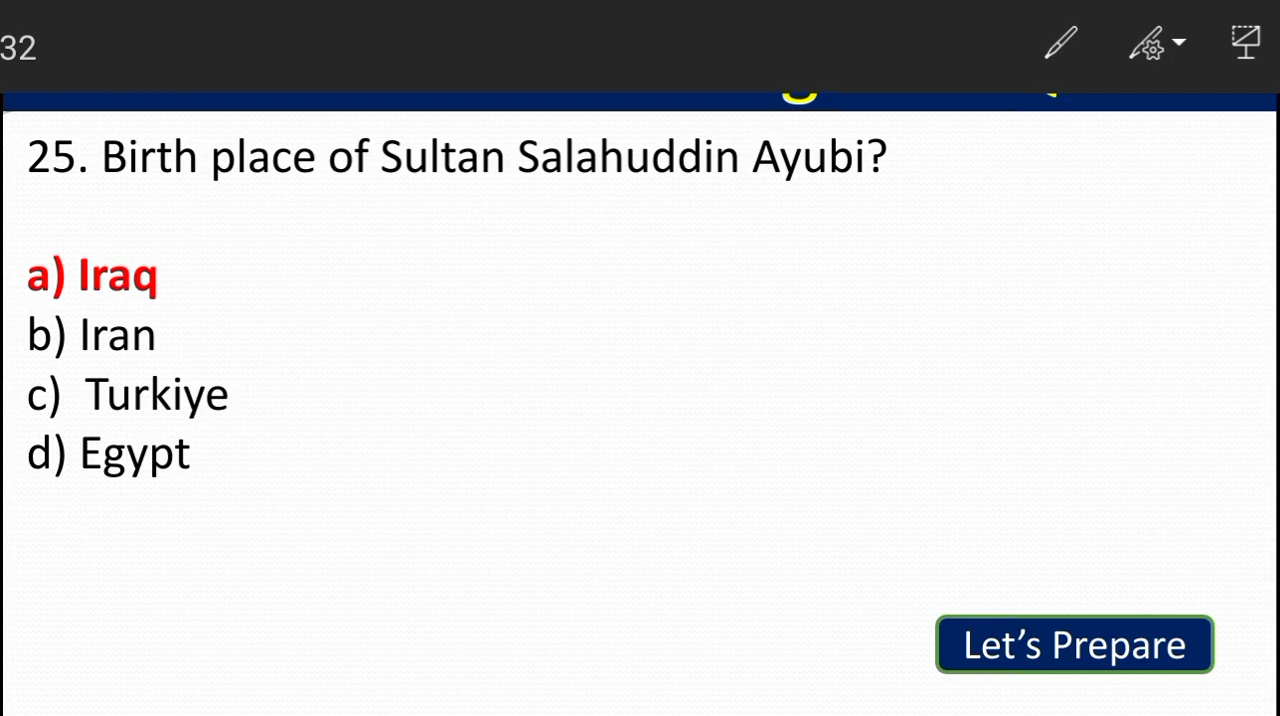 32
25. Birth place of Sultan Salahuddin Ayubi?
a) Iraq
b) Iran
c) Turkiye
d) Egypt
Let's Prepare